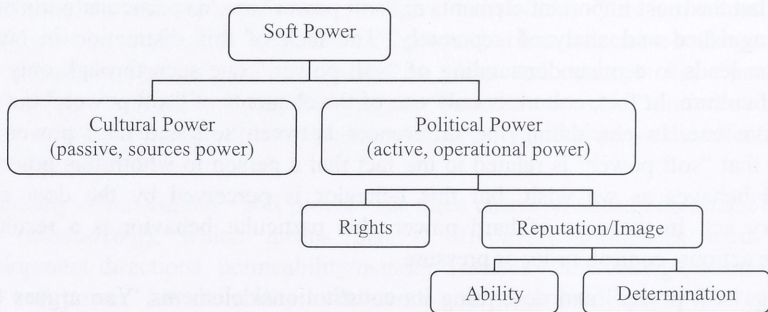 Soft Power
Cultural Power
(passive, sources power)
Political Power
(active, operational power)
Rights
Reputation/Image
Ability
Determination